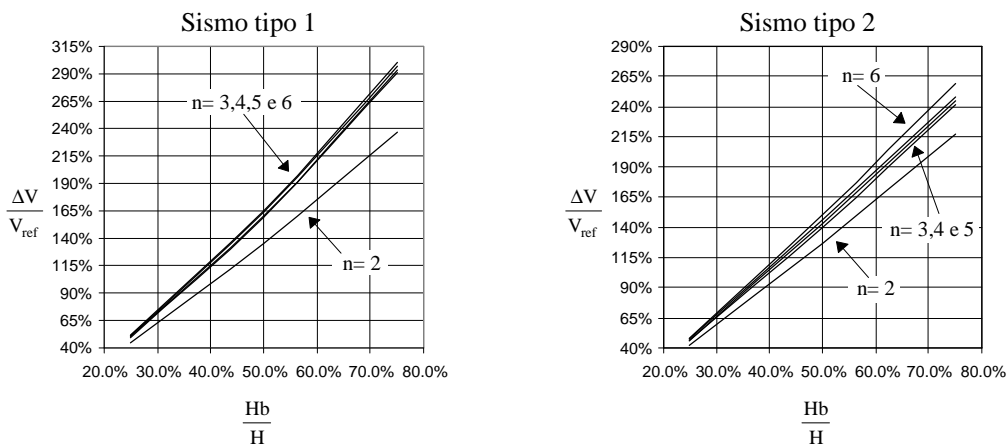 Sismo tipo 1
315%
290%
265%
240%
215%
190%
165%
140%
115%
90%
65%
40%
ΔV
V_ref
n= 3,4,5 e 6
n= 2
20.0% 30.0% 40.0% 50.0% 60.0% 70.0% 80.0%
Hb
H
Sismo tipo 2
290%
265%
240%
215%
190%
165%
140%
115%
90%
65%
40%
ΔV
V_ref
n= 6
n= 3,4 e 5
n= 2
20.0% 30.0% 40.0% 50.0% 60.0% 70.0% 80.0%
Hb
H